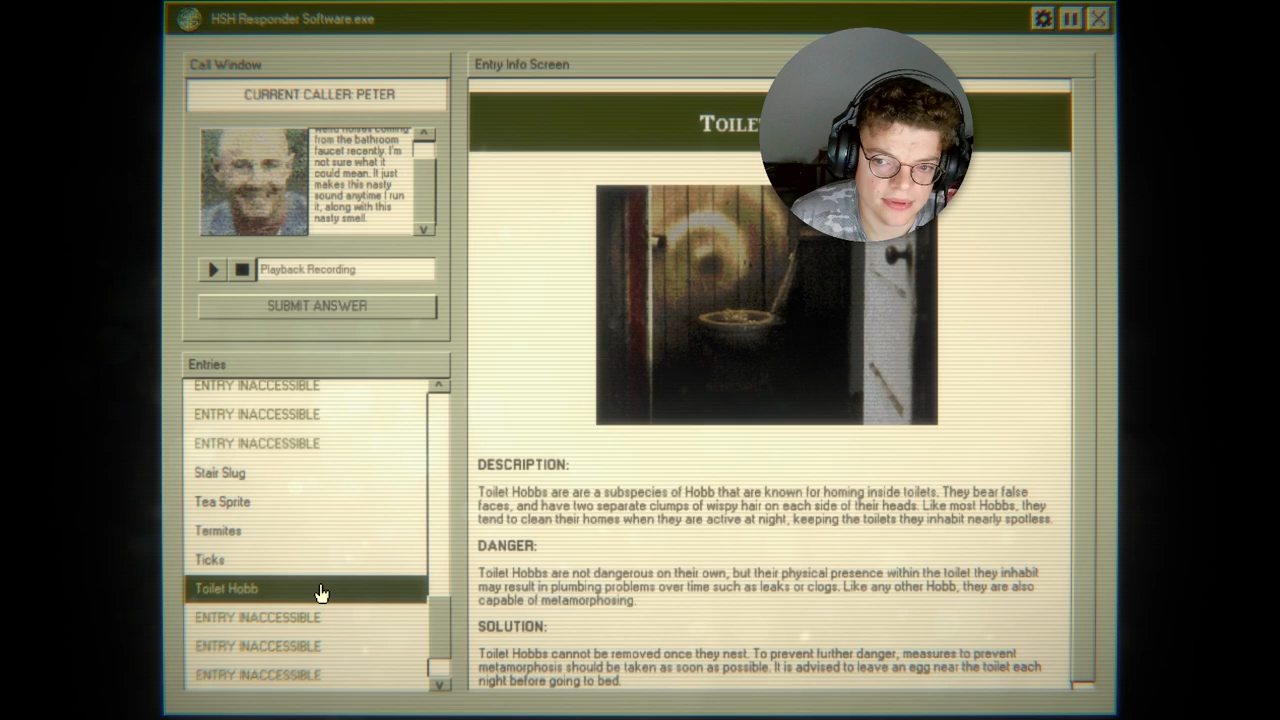 HSH Responder Software.exe
Call Window
CURRENT CALLER: PETER
from the bathroom
faucet recently. I'm
not sure what it
could mean. It just
makes this nasty
sound anytime I run
it, along with this
nasty smell.
Playback Recording
SUBMIT ANSWER
Entries
ENTRY INACCESSIBLE
ENTRY INACCESSIBLE
ENTRY INACCESSIBLE
Stair Slug
Tea Sprite
Termites
Ticks
Toilet Hobb
ENTRY INACCESSIBLE
ENTRY INACCESSIBLE
ENTRY INACCESSIBLE
Entry Info Screen
DESCRIPTION:
Toilet Hobbs are are a subspecies of Hobb that are known for homing inside toilets. They bear false
faces, and have two separate clumps of wispy hair on each side of their heads. Like most Hobbs, they
tend to clean their homes when they are active at night, keeping the toilets they inhabit nearly spotless.
DANGER:
Toilet Hobbs are not dangerous on their own, but their physical presence within the toilet they inhabit
may result in plumbing problems over time such as leaks or clogs. Like any other Hobb, they are also
capable of metamorphosing.
SOLUTION:
Toilet Hobbs cannot be removed once they nest. To prevent further danger, measures to prevent
metamorphosis should be taken as soon as possible. It is advised to leave an egg near the toilet each
night before going to bed.